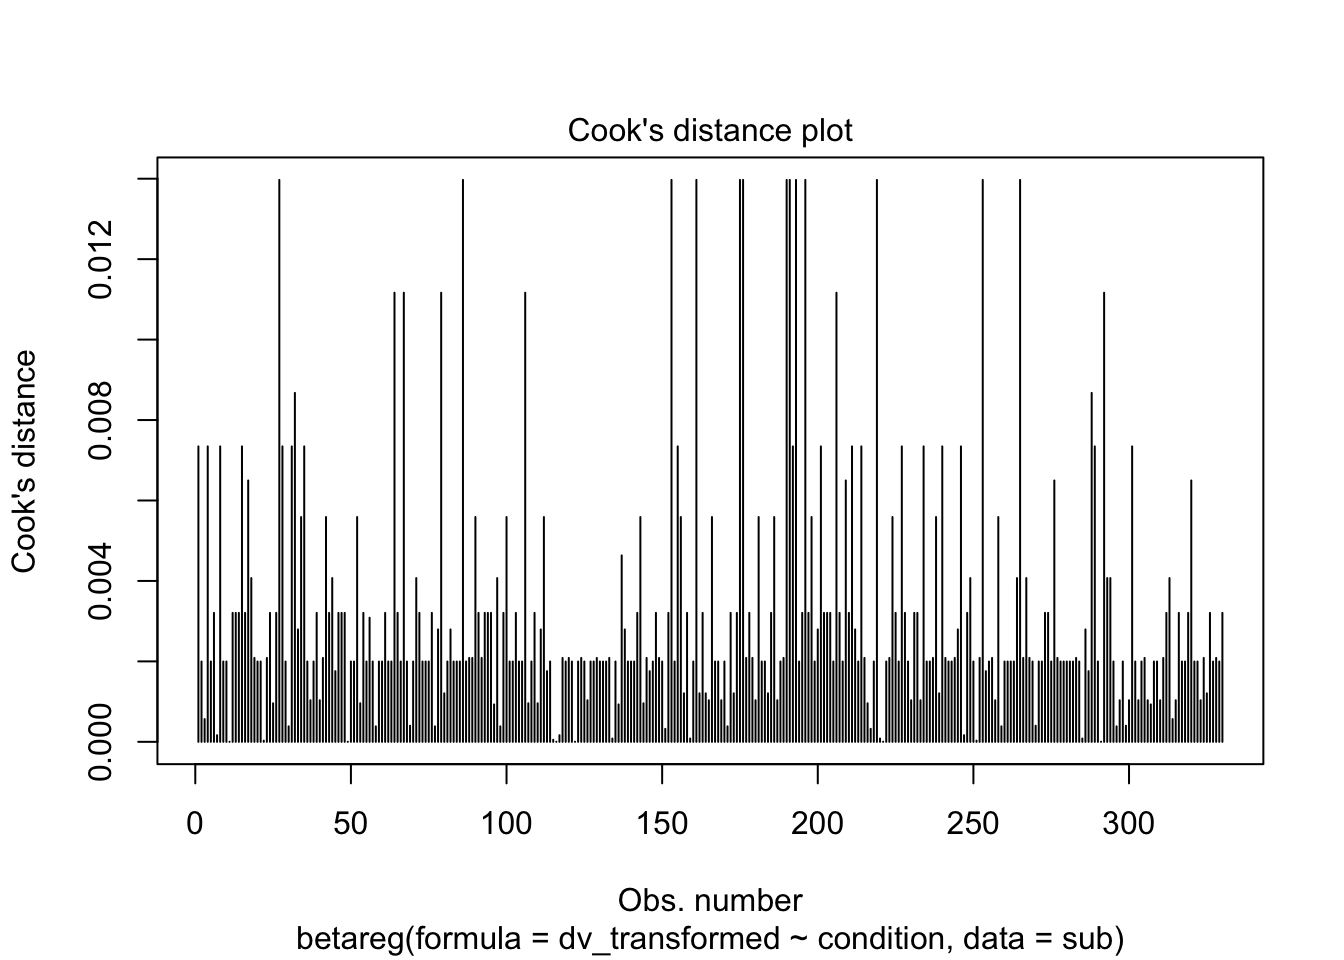 Cook's distance plot
Cook's distance
0.012
0.008
0.004
0.000
0 50 100 150 200 250 300
Obs. number
betareg(formula = dv_transformed ~ condition, data = sub)